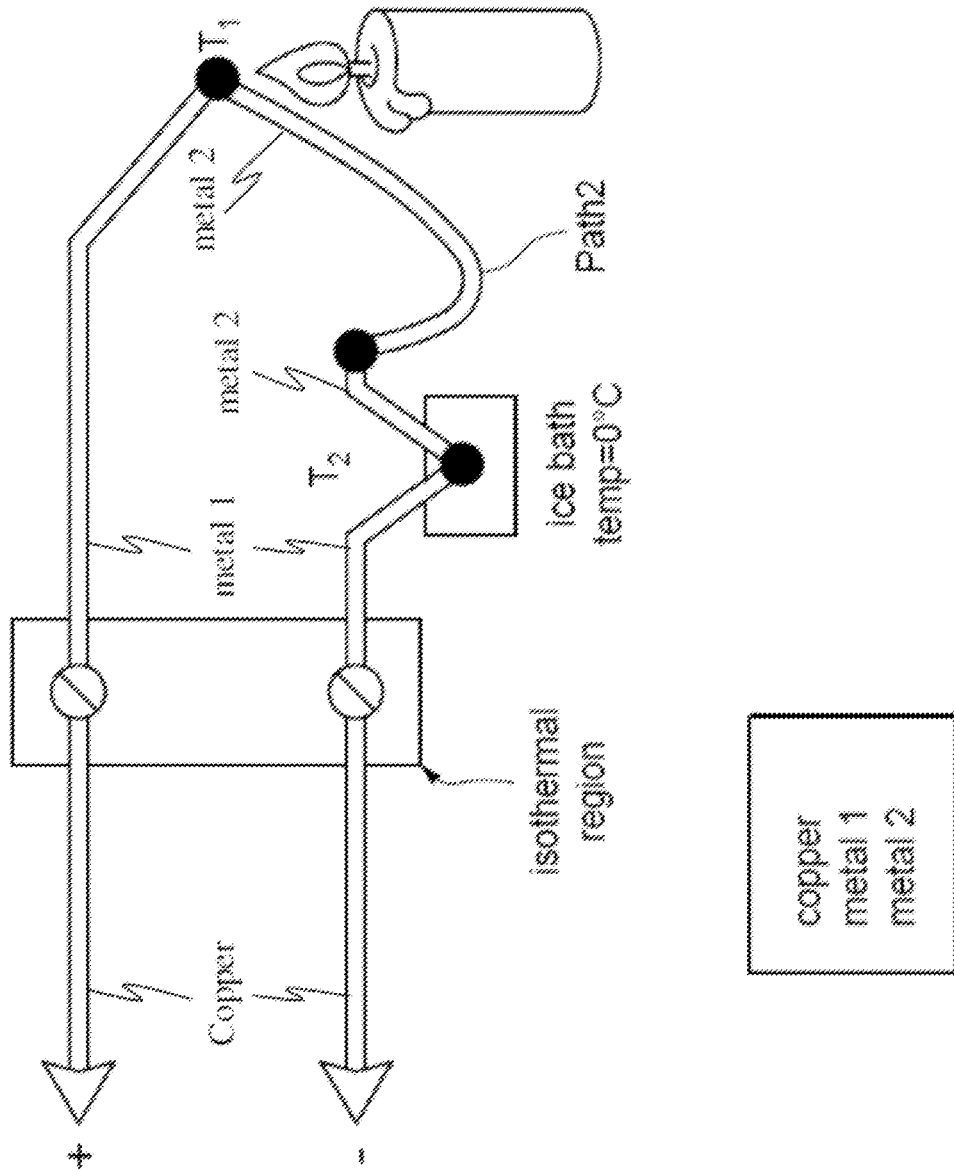 +
-
Copper
metal 1
metal 2
metal 2
T1
T2
isothermal
region
ice bath
temp=0°C
Path2
copper
metal 1
metal 2